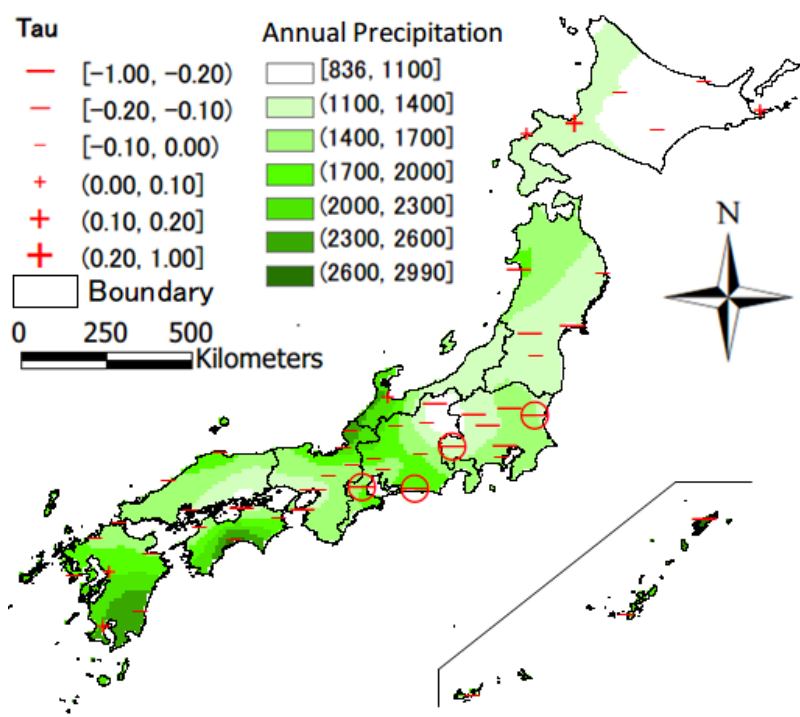 Tau
[−1.00, −0.20)
[−0.20, −0.10)
[−0.10, 0.00)
(0.00, 0.10]
(0.10, 0.20]
(0.20, 1.00]
Boundary
0 250 500
Kilometers
Annual Precipitation
[836, 1100]
(1100, 1400]
(1400, 1700]
(1700, 2000]
(2000, 2300]
(2300, 2600]
(2600, 2990]
N